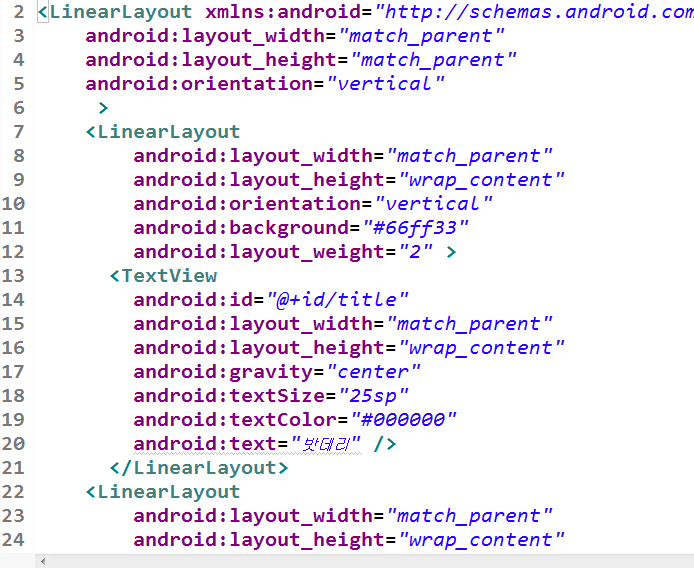 2 <LinearLayout xmlns:android="http://schemas.android.com
3 android:layout_width="match_parent"
4 android:layout_height="match_parent"
5 android:orientation="vertical"
6 >
7 <LinearLayout
8 android:layout_width="match_parent"
9 android:layout_height="wrap_content"
10 android:orientation="vertical"
11 android:background="#66ff33"
12 android:layout_weight="2" >
13 <TextView
14 android:id="@+id/title"
15 android:layout_width="match_parent"
16 android:layout_height="wrap_content"
17 android:gravity="center"
18 android:textSize="25sp"
19 android:textColor="#000000"
20 android:text="밧데리" />
21 </LinearLayout>
22 <LinearLayout
23 android:layout_width="match_parent"
24 android:layout_height="wrap_content"